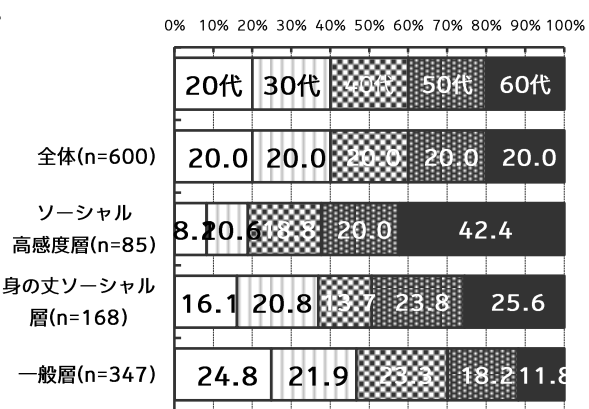 0% 10% 20% 30% 40% 50% 60% 70% 80% 90% 100%
20代 30代 40代 50代 60代
全体(n=600) 20.0 20.0 20.0 20.0 20.0
ソーシャル
高感度層(n=85) 8.2 10.6 18.8 20.0 42.4
身の丈ソーシャル
層(n=168) 16.1 20.8 13.7 23.8 25.6
一般層(n=347) 24.8 21.9 23.3 18.2 11.8